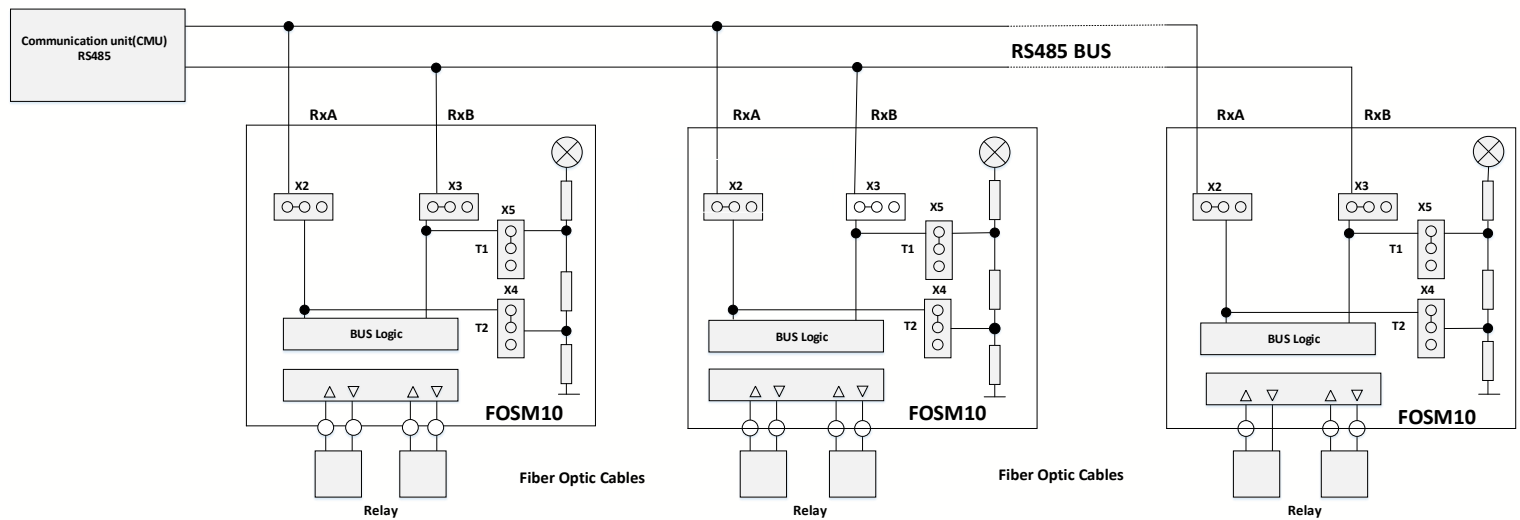 Communication unit(CMU)
RS485
RS485 BUS
RxA
RxB
RxA
RxB
RxA
RxB
X2
X3
X5
T1
X4
T2
BUS Logic
FOSM10
X2
X3
X5
T1
X4
T2
BUS Logic
FOSM10
X2
X3
X5
T1
X4
T2
BUS Logic
FOSM10
Fiber Optic Cables
Fiber Optic Cables
Relay
Relay
Relay